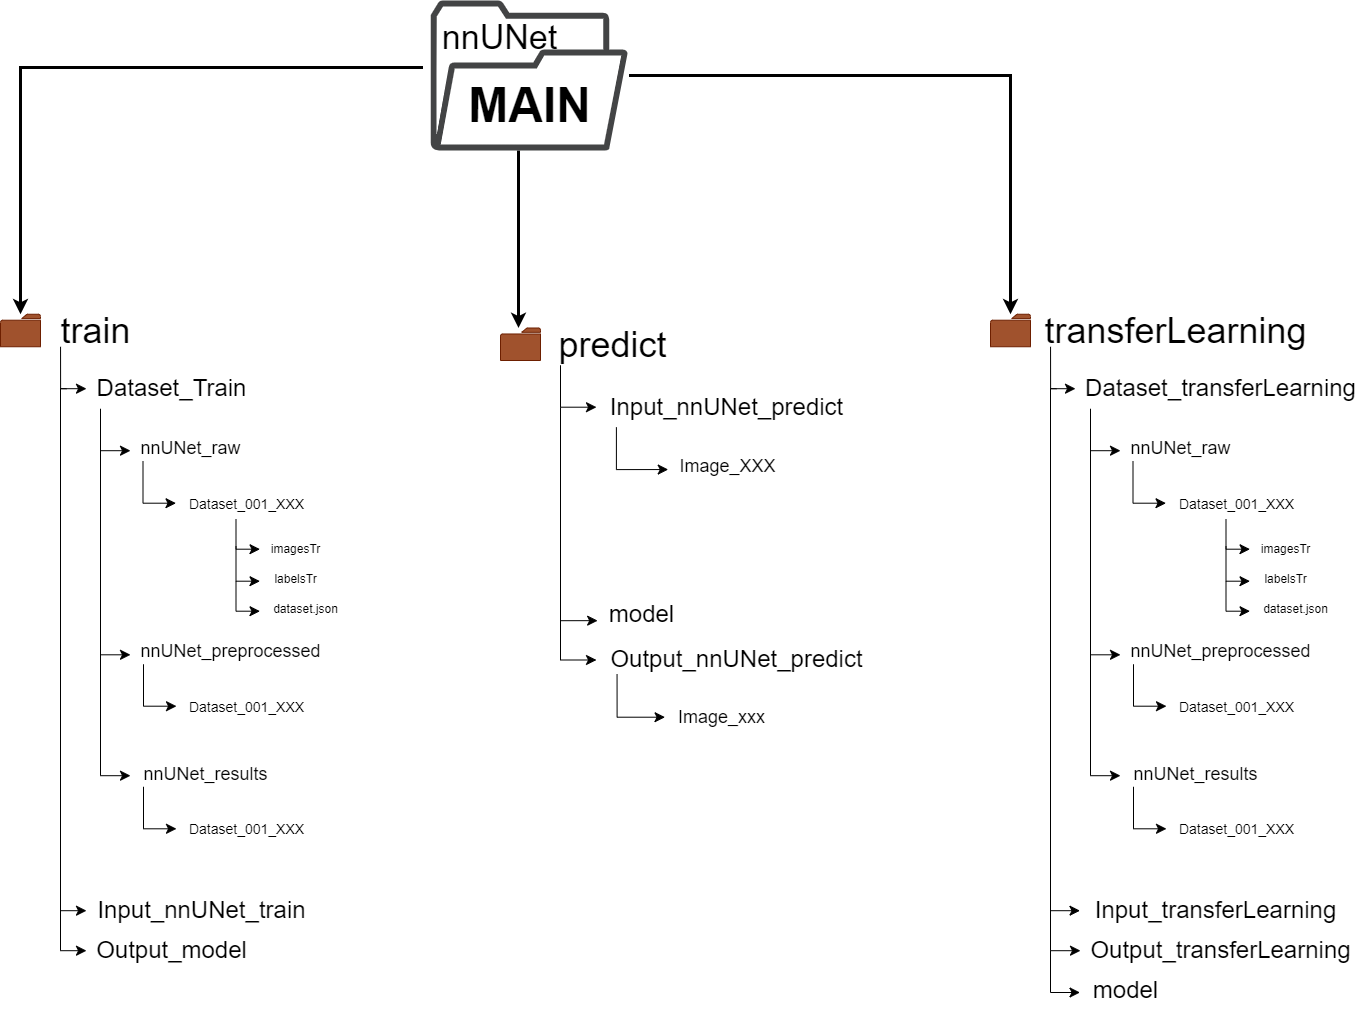 nnUNet
MAIN
train
Dataset_Train
nnUNet_raw
Dataset_001_XXX
imagesTr
labelsTr
dataset.json
nnUNet_preprocessed
Dataset_001_XXX
nnUNet_results
Dataset_001_XXX
Input_nnUNet_train
Output_model
predict
Input_nnUNet_predict
Image_XXX
model
Output_nnUNet_predict
Image_xxx
transferLearning
Dataset_transferLearning
nnUNet_raw
Dataset_001_XXX
imagesTr
labelsTr
dataset.json
nnUNet_preprocessed
Dataset_001_XXX
nnUNet_results
Dataset_001_XXX
Input_transferLearning
Output_transferLearning
model